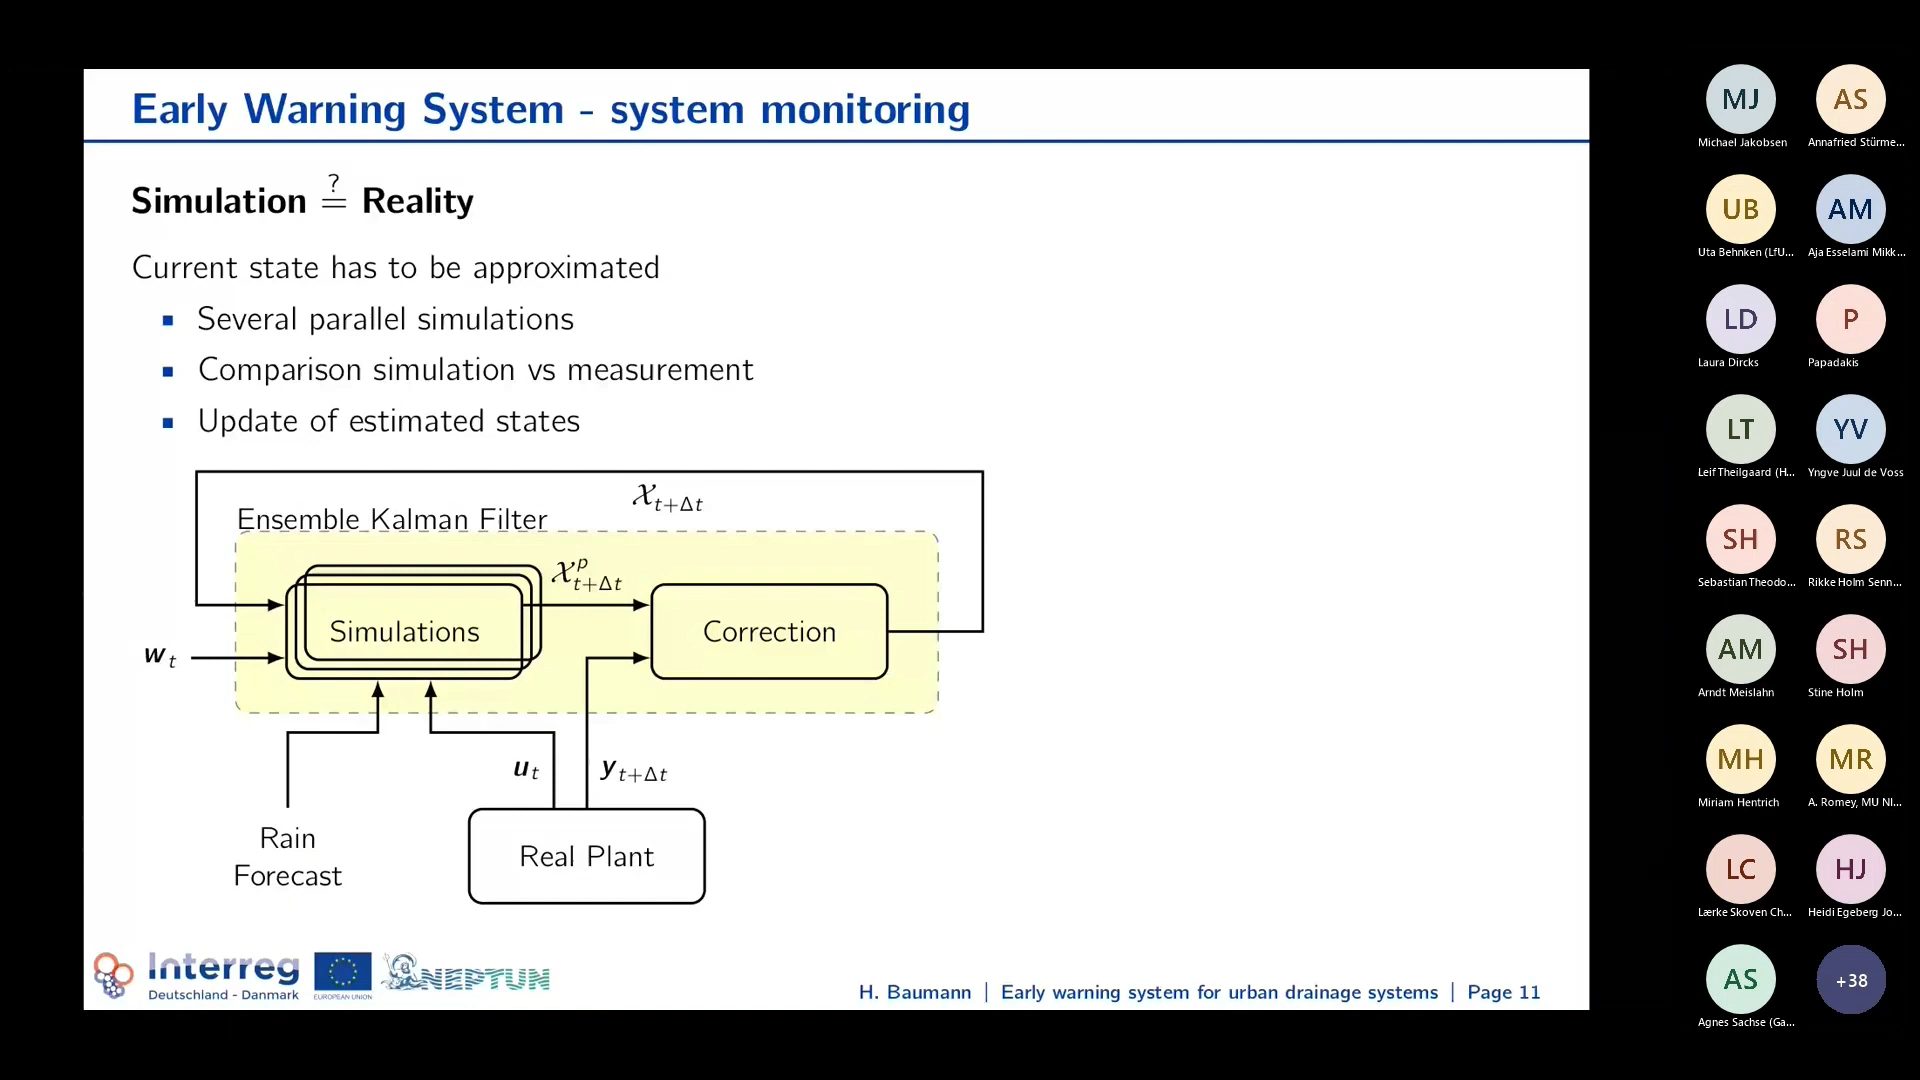 Early Warning System - system monitoring
Simulation ?= Reality
Current state has to be approximated
Several parallel simulations
Comparison simulation vs measurement
Update of estimated states
𝒳t+Δt
Ensemble Kalman Filter
𝒳ᵖt+Δt
Simulations
Correction
wt
ut
yt+Δt
Rain
Forecast
Real Plant
Interreg
Deutschland - Danmark
EUROPEAN UNION
NEPTUN
H. Baumann | Early warning system for urban drainage systems | Page 11
MJ
Michael Jakobsen
AS
Annafried Stürme...
UB
Uta Behnken (LfU...
AM
Aja Esselami Mikk...
LD
Laura Dircks
P
Papadakis
LT
Leif Theilgaard (H...
YV
Yngve Juul de Voss
SH
Sebastian Theodo...
RS
Rikke Holm Senn...
AM
Arndt Meislahn
SH
Stine Holm
MH
Miriam Hentrich
MR
A. Romey, MU NI...
LC
Lærke Skoven Ch...
HJ
Heidi Egeberg Jo...
AS
Agnes Sachse (Ga...
+38